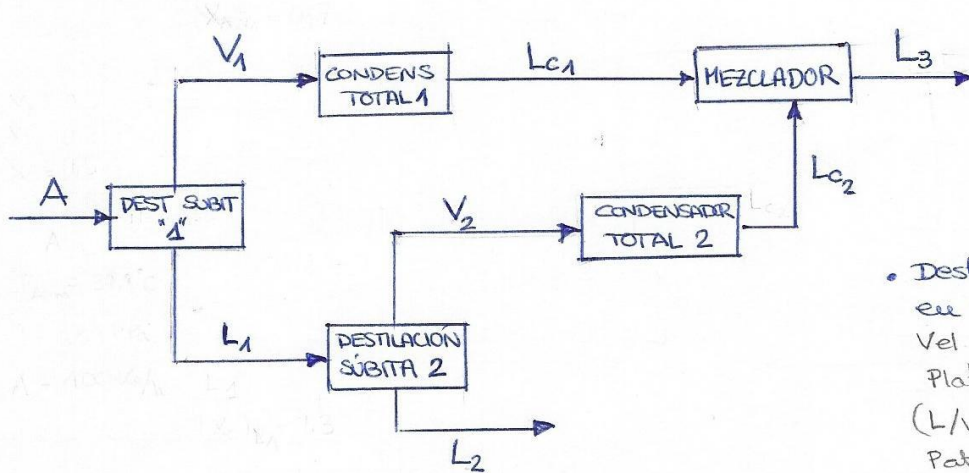 V1
CONDENS
TOTAL 1
Lc1
MEZCLADOR
L3
A
DEST SUBIT
"1"
Lc2
V2
CONDENSADOR
TOTAL 2
L1
DESTILACIÓN
SÚBITA 2
L2
• Dest
en
Vel
Plat
(L/V
Pat